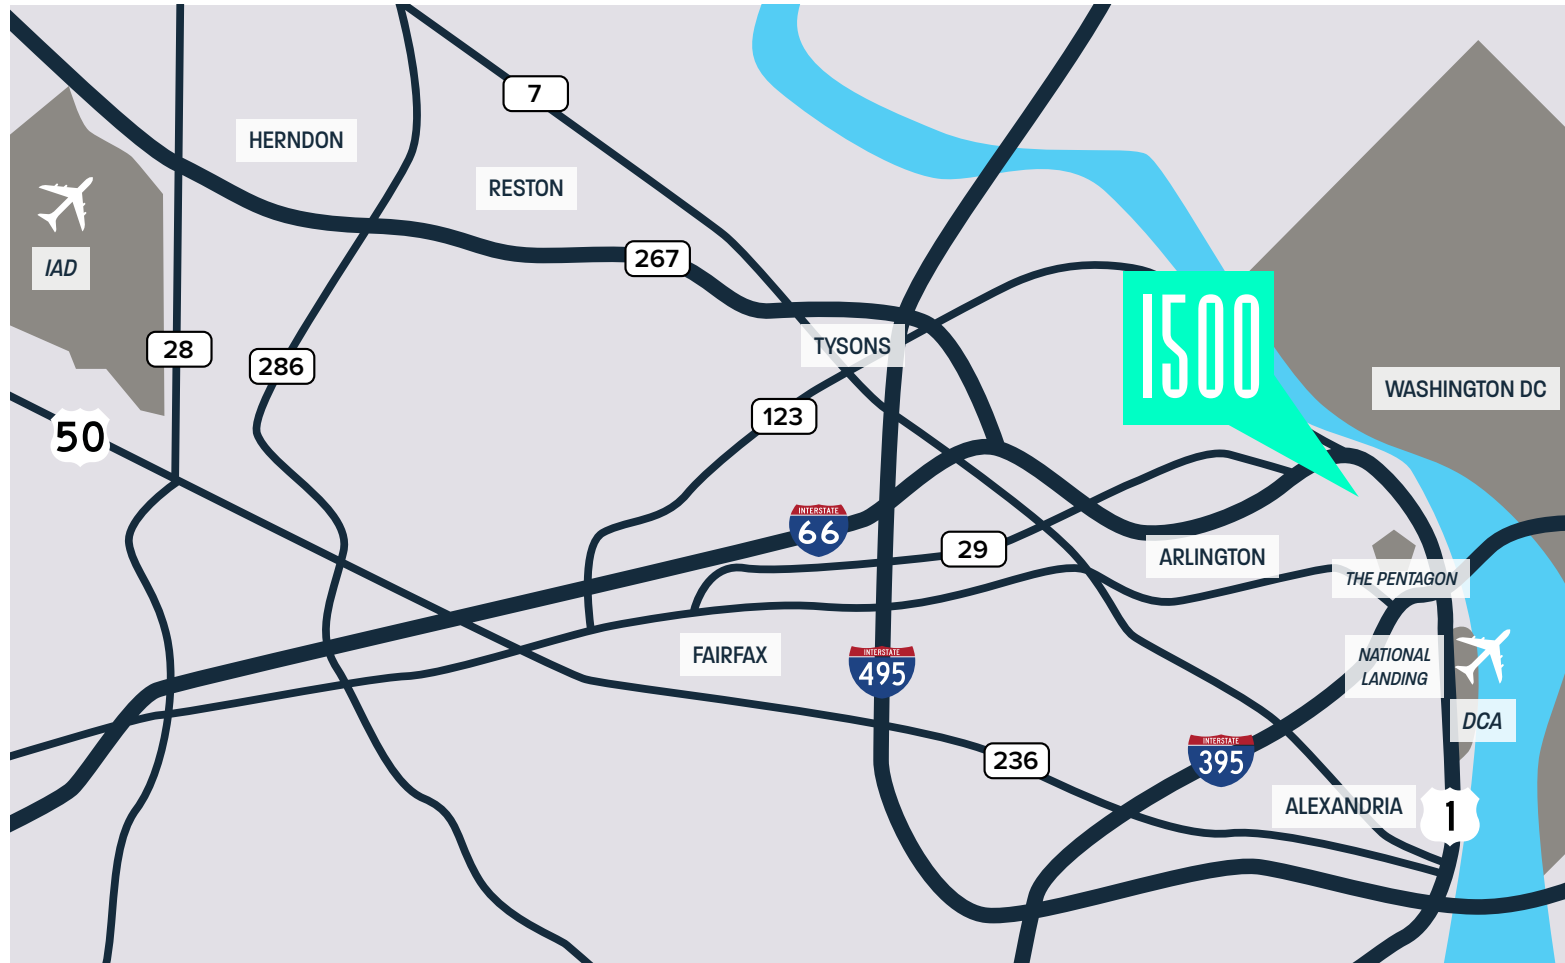 7
HERNDON
RESTON
267
IAD
1500
28
TYSONS
286
WASHINGTON DC
123
50
INTERSTATE
66
29
ARLINGTON
THE PENTAGON
FAIRFAX
INTERSTATE
495
NATIONAL
LANDING
DCA
INTERSTATE
395
236
ALEXANDRIA
1